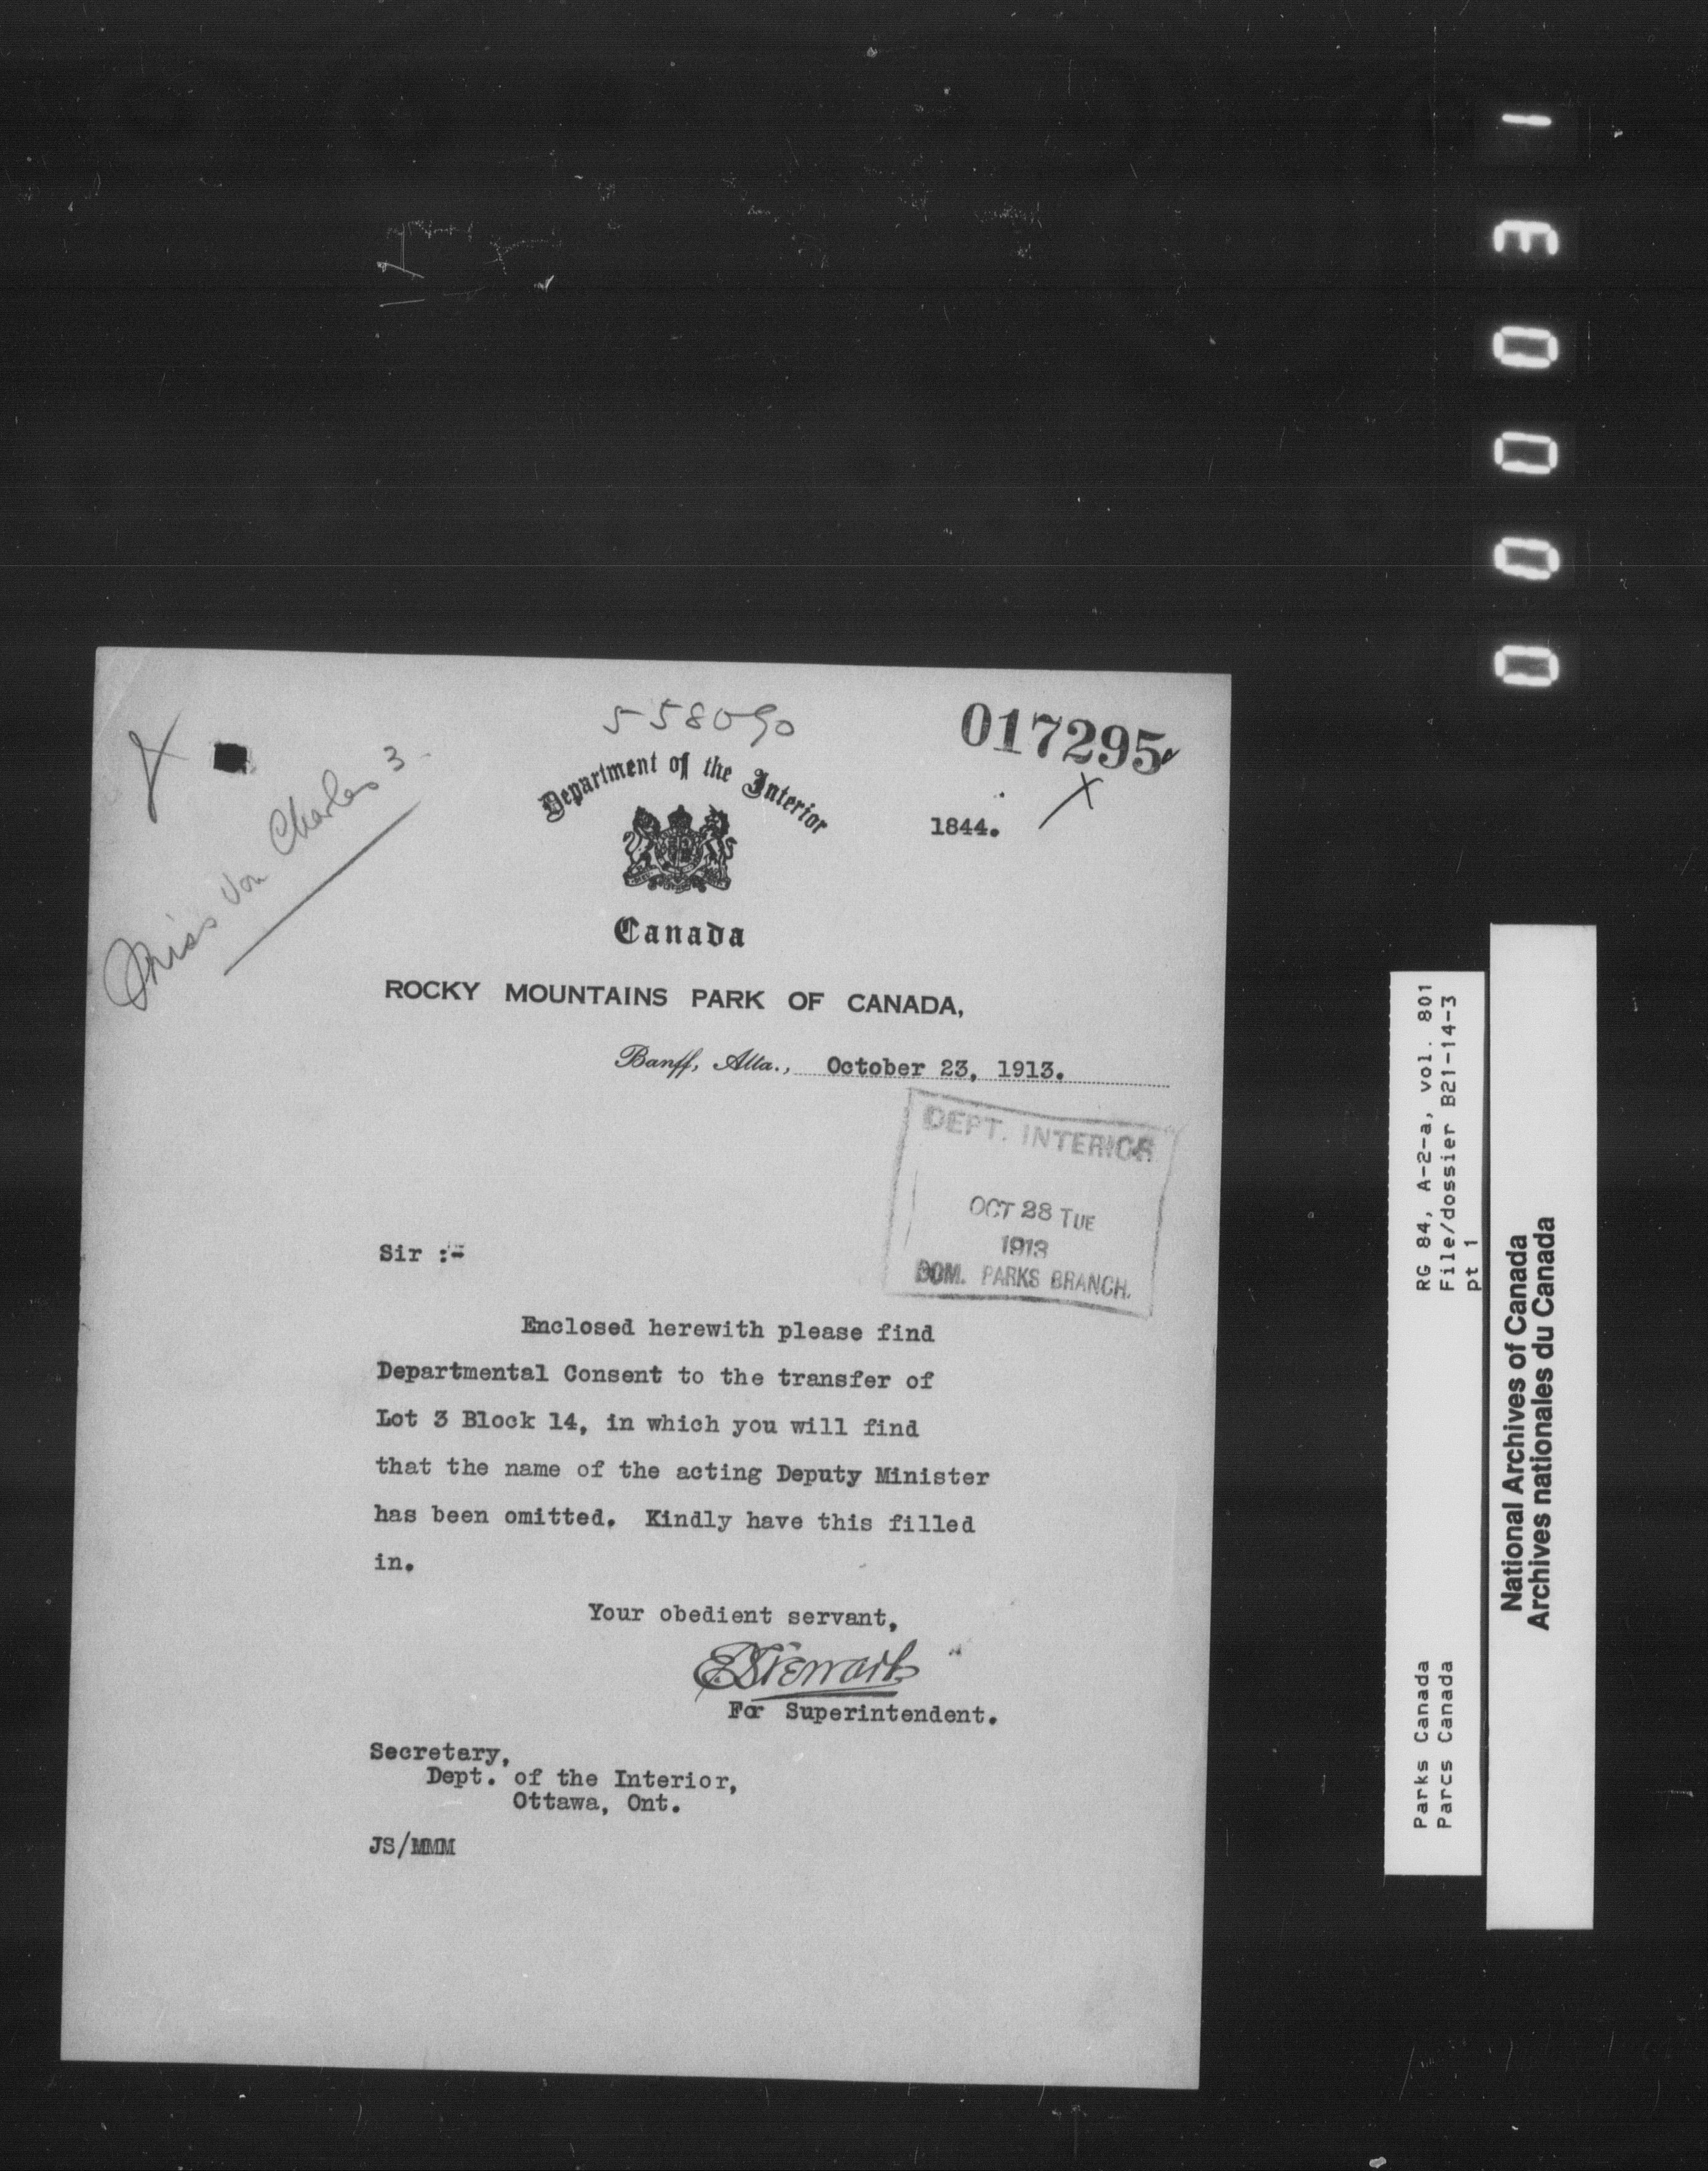 558090
017295
Department of the Interior
1844.
Miss Von Charles 3
Canada
ROCKY MOUNTAINS PARK OF CANADA,
Banff, Alta., October 23, 1913.
DEPT. INTERIOR
OCT 28 TUE
1913
DOM. PARKS BRANCH.
Sir :-
Enclosed herewith please find
Departmental Consent to the transfer of
Lot 3 Block 14, in which you will find
that the name of the acting Deputy Minister
has been omitted. Kindly have this filled
in.
Your obedient servant,
Stewart
For Superintendent.
Secretary,
Dept. of the Interior,
Ottawa, Ont.
JS/MMM
000031
RG 84, A-2-a, vol. 801
File/dossier B21-14-3
pt 1
Parks Canada
Parcs Canada
National Archives of Canada
Archives nationales du Canada